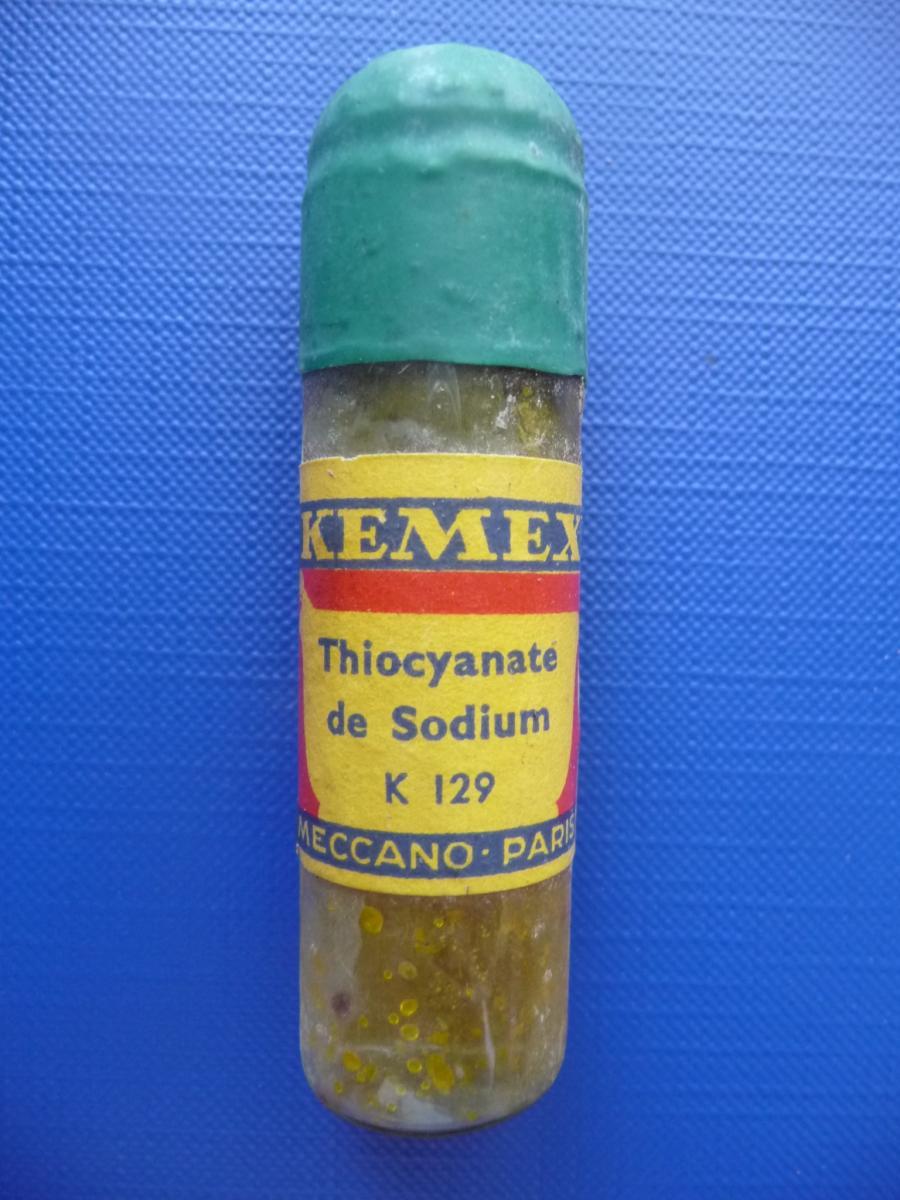 KEMEX
Thiocyanate
de Sodium
K 129
MECCANO · PARIS